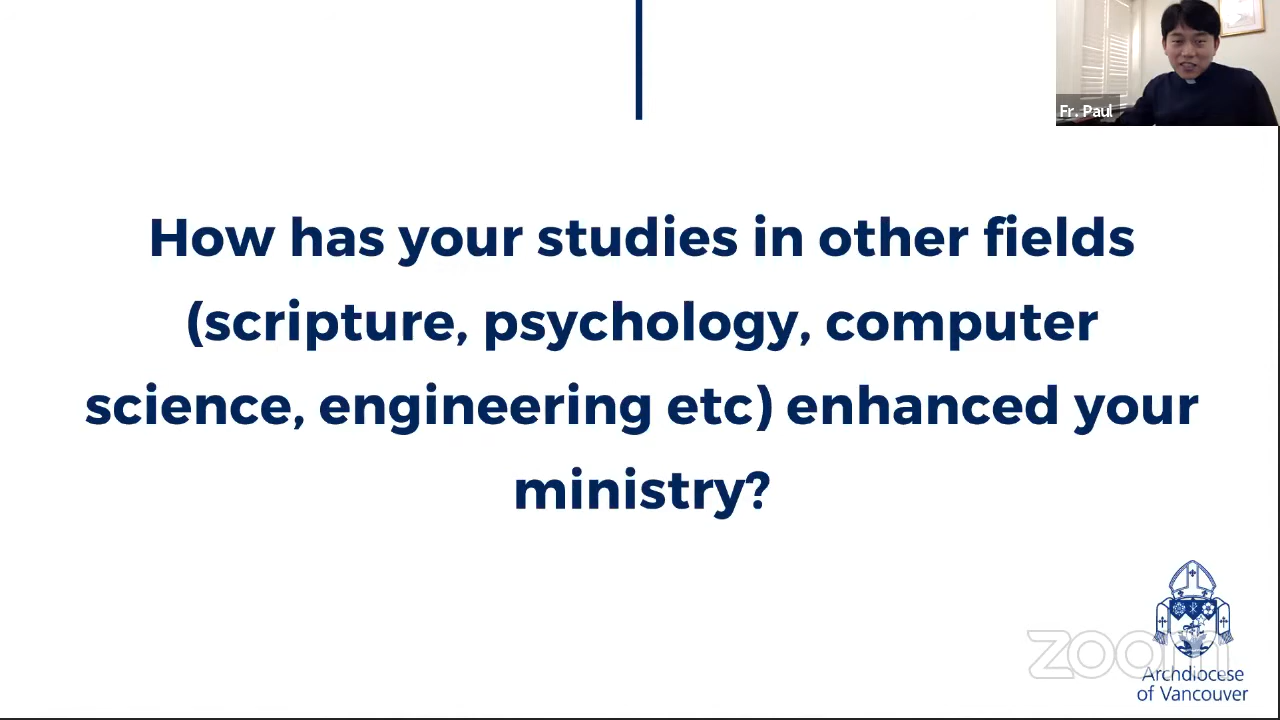 Fr. Paul
How has your studies in other fields
(scripture, psychology, computer
science, engineering etc) enhanced your
ministry?
zoom
Archdiocese
of Vancouver